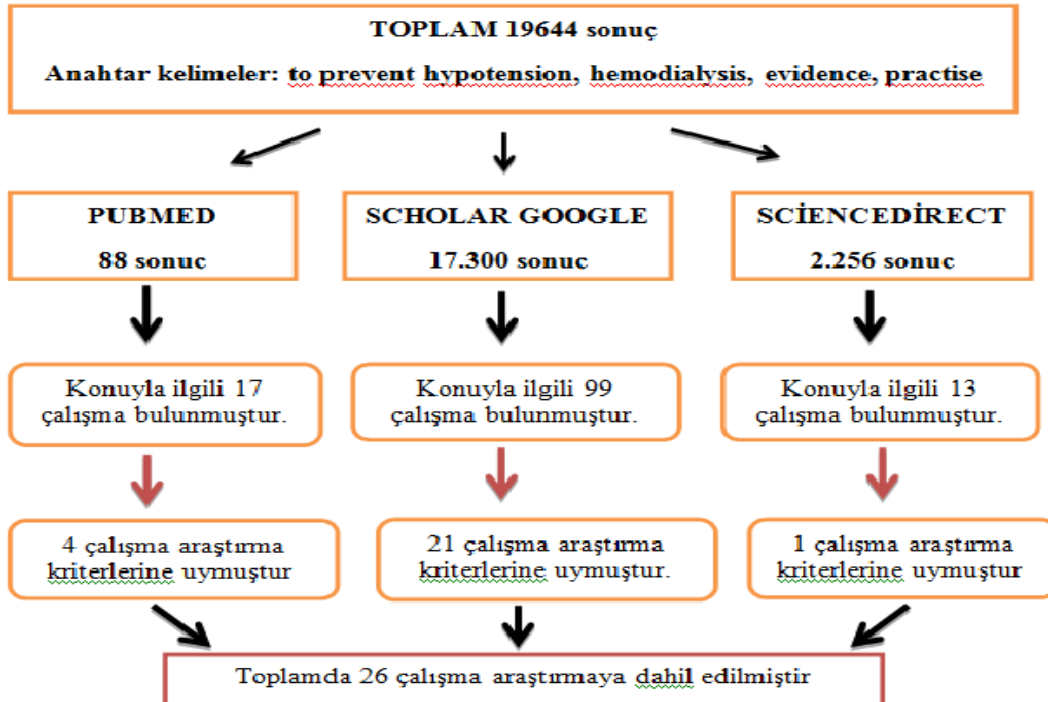 TOPLAM 19644 sonuç
Anahtar kelimeler: to prevent hypotension, hemodialysis, evidence, practise
PUBMED
88 sonuc
SCHOLAR GOOGLE
17.300 sonuç
SCİENCEDİRECT
2.256 sonuc
Konuyla ilgili 17
çalışma bulunmuştur.
Konuyla ilgili 99
çalışma bulunmuştur.
Konuyla ilgili 13
çalışma bulunmuştur.
4 çalışma araştırma
kriterlerine uymuştur
21 çalışma araştırma
kriterlerine uymuştur.
1 çalışma araştırma
kriterlerine uymuştur
Toplamda 26 çalışma araştırmaya dahil edilmiştir